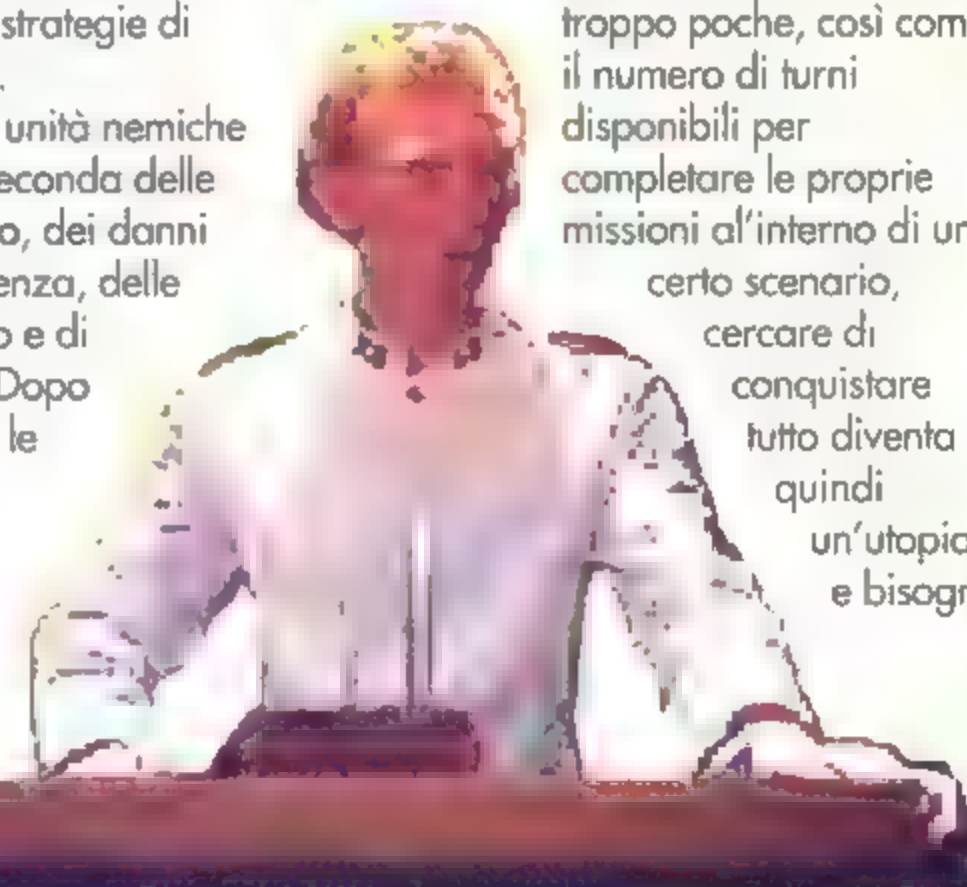 strategie di
.
unità nemiche
econda delle
o, dei danni
enza, delle
o e di
Dopo
le
troppo poche, così com
il numero di turni
disponibili per
completare le proprie
missioni al'interno di un
certo scenario,
cercare di
conquistare
tutto diventa
quindi
un'utopia
e bisogn